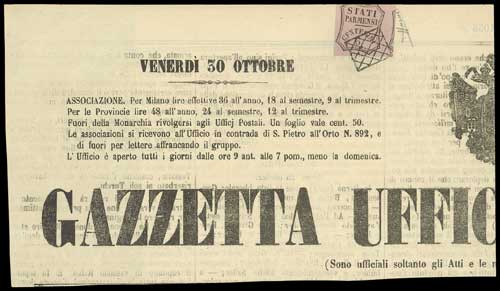 STATI
PARMENSI
VENERDÌ 30 OTTOBRE
ASSOCIAZIONE. Per Milano lire effettive 36 all'anno, 18 al semestre, 9 al trimestre.
Per le Provincie lire 48 all'anno, 24 al semestre, 12 al trimestre.
Fuori della Monarchia rivolgersi agli Ufficj Postali. Un foglio vale cent. 50.
Le associazioni si ricevono all'Ufficio in contrada di S. Pietro all'Orto N. 892, e
di fuori per lettere affrancando il gruppo.
L'Ufficio è aperto tutti i giorni dalle ore 9 ant. alle 7 pom., meno la domenica.
GAZZETTA UFFIC
(Sono ufficiali soltanto gli Atti e le